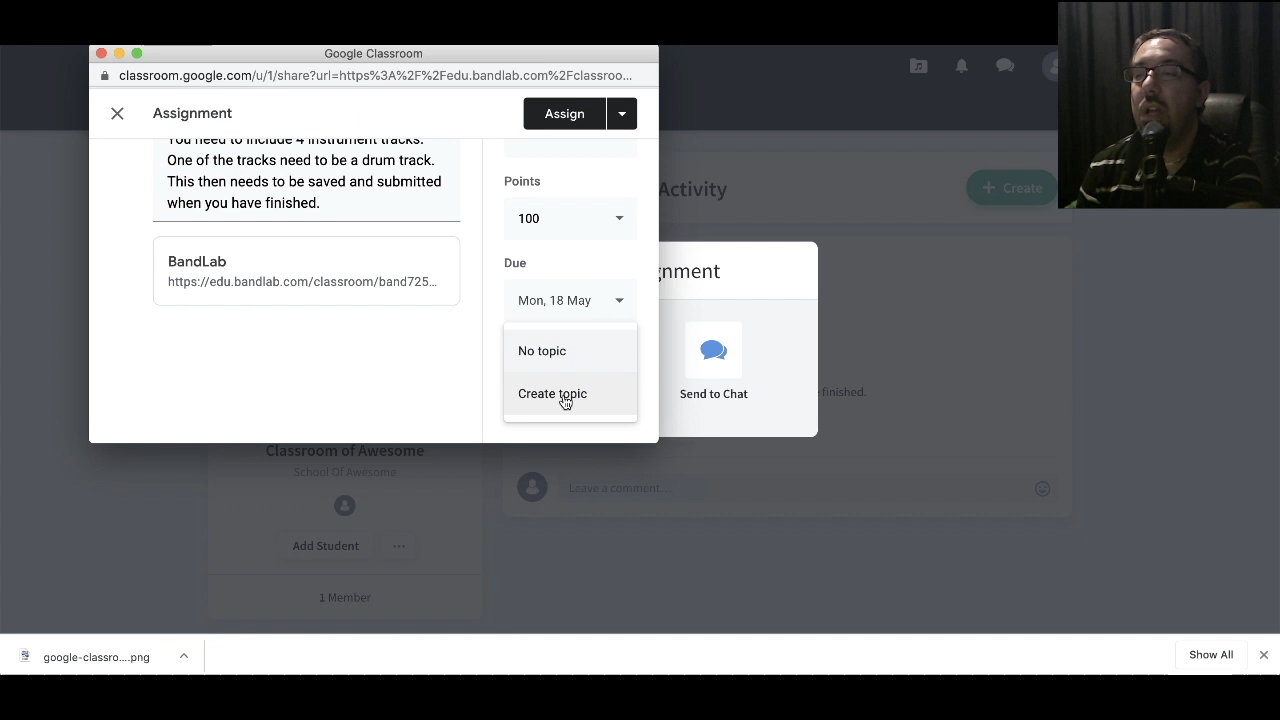 Google Classroom
classroom.google.com/u/1/share?url=https%3A%2F%2Fedu.bandlab.com%2Fclassroo...
Assignment
Assign
You need to include 4 instrument tracks.
One of the tracks need to be a drum track.
This then needs to be saved and submitted
when you have finished.
BandLab
https://edu.bandlab.com/classroom/band725...
Points
100
Due
Mon, 18 May
No topic
Create topic
Activity
+ Create
gnment
Send to Chat
finished.
Classroom of Awesome
School Of Awesome
Add Student
...
1 Member
Leave a comment...
google-classro....png
Show All